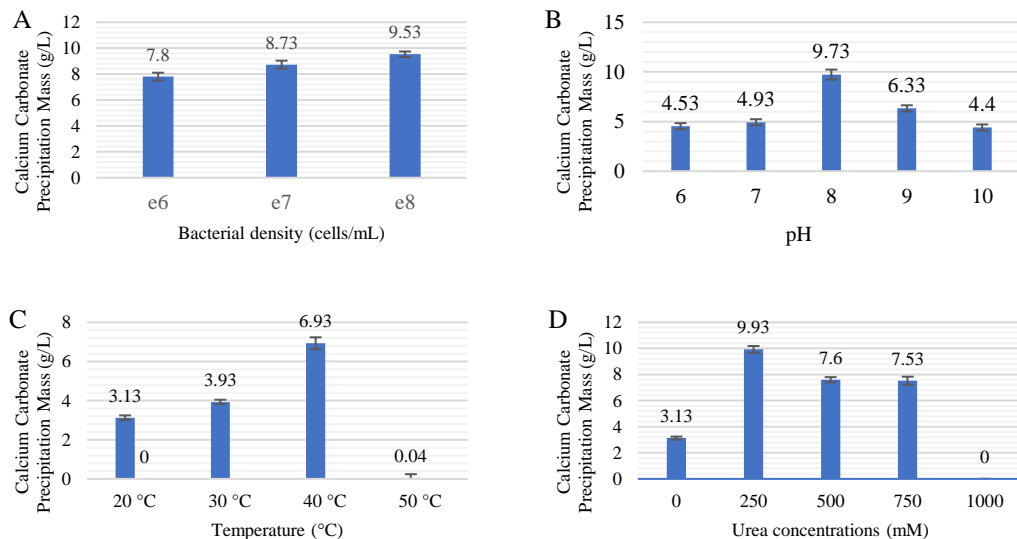 A
Calcium Carbonate
Precipitation Mass (g/L)
12
10
8
6
4
2
0
7.8
8.73
9.53
e6
e7
e8
Bacterial density (cells/mL)
B
Calcium Carbonate
Precipitation Mass (g/L)
15
10
5
0
4.53
4.93
9.73
6.33
4.4
6
7
8
9
10
pH
C
Calcium Carbonate
Precipitation Mass (g/L)
8
6
4
2
0
3.13
0
3.93
6.93
0.04
20 °C
30 °C
40 °C
50 °C
Temperature (°C)
D
Calcium Carbonate
Precipitation Mass (g/L)
12
10
8
6
4
2
0
3.13
9.93
7.6
7.53
0
0
250
500
750
1000
Urea concentrations (mM)